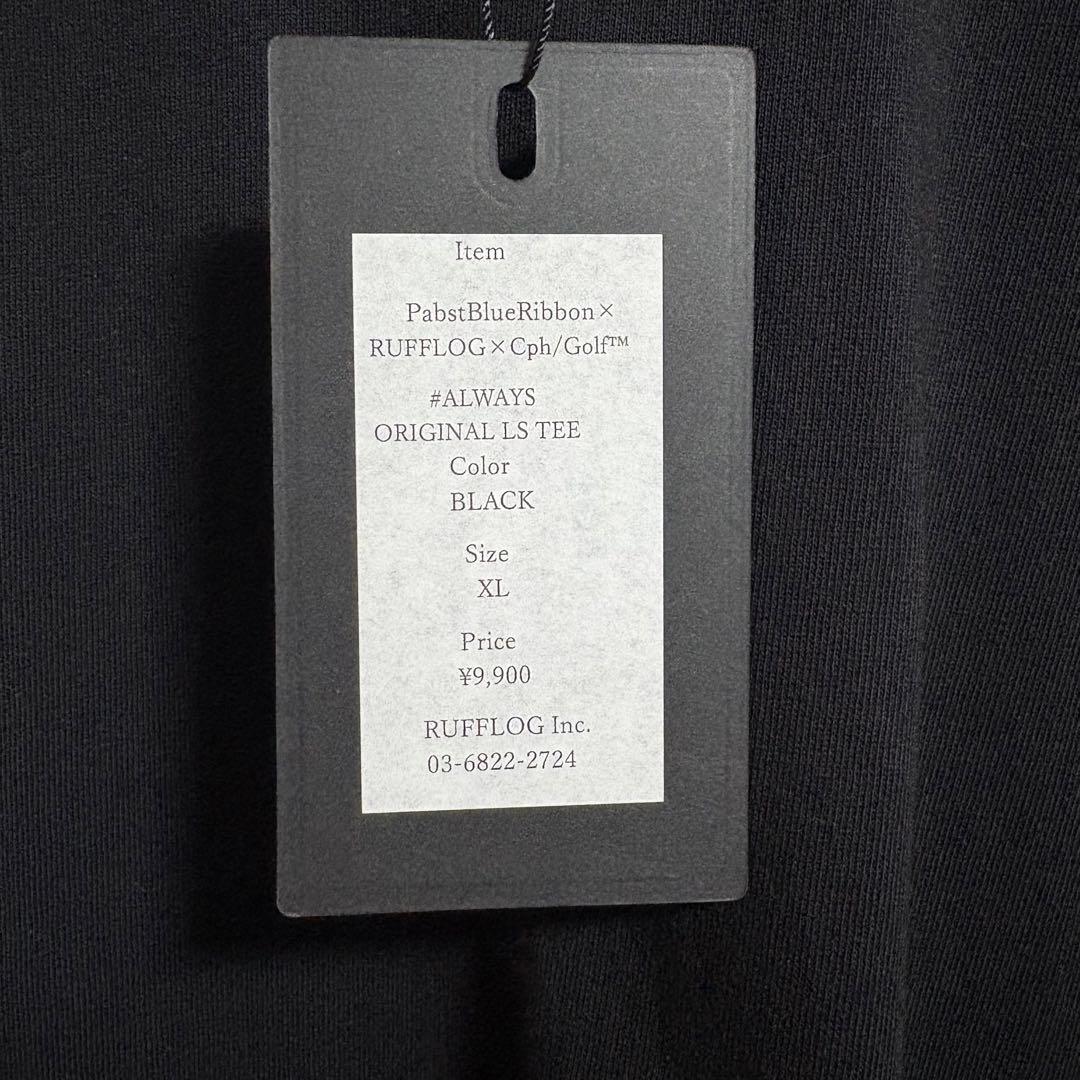 Item
PabstBlueRibbon×
RUFFLOG×Cph/Golf™
#ALWAYS
ORIGINAL LS TEE
Color
BLACK
Size
XL
Price
¥9,900
RUFFLOG Inc.
03-6822-2724